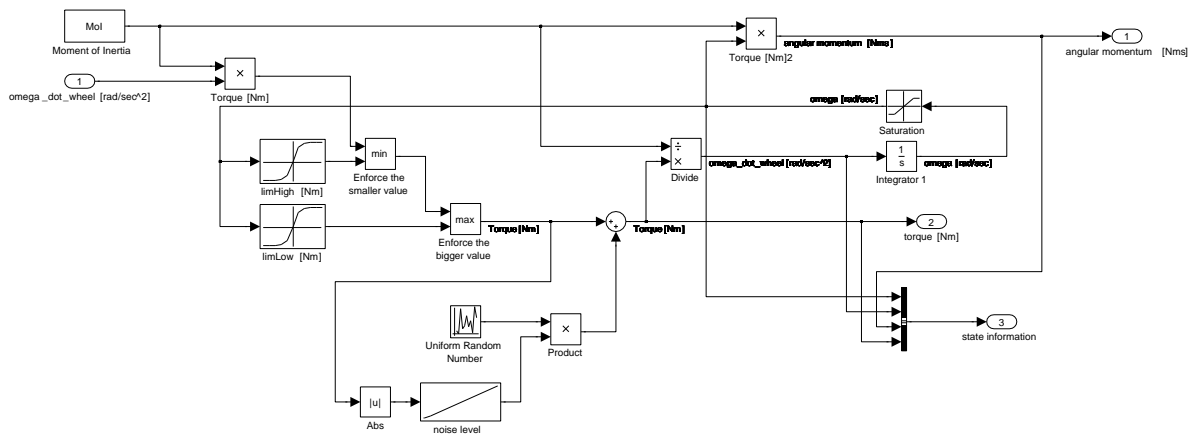 MoI
Moment of Inertia
1
omega _dot_wheel [rad/sec^2]
×
Torque [Nm]
×
Torque [Nm]2
angular momentum [Nms]
1
angular momentum [Nms]
omega [rad/sec]
Saturation
limHigh [Nm]
min
Enforce the
smaller value
÷
×
Divide
omega_dot_wheel [rad/sec^2]
1
s
Integrator 1
omega [rad/sec]
limLow [Nm]
max
Enforce the
bigger value
Torque [Nm]
+
+
Torque [Nm]
2
torque [Nm]
Uniform Random
Number
×
Product
3
state information
|u|
Abs
noise level